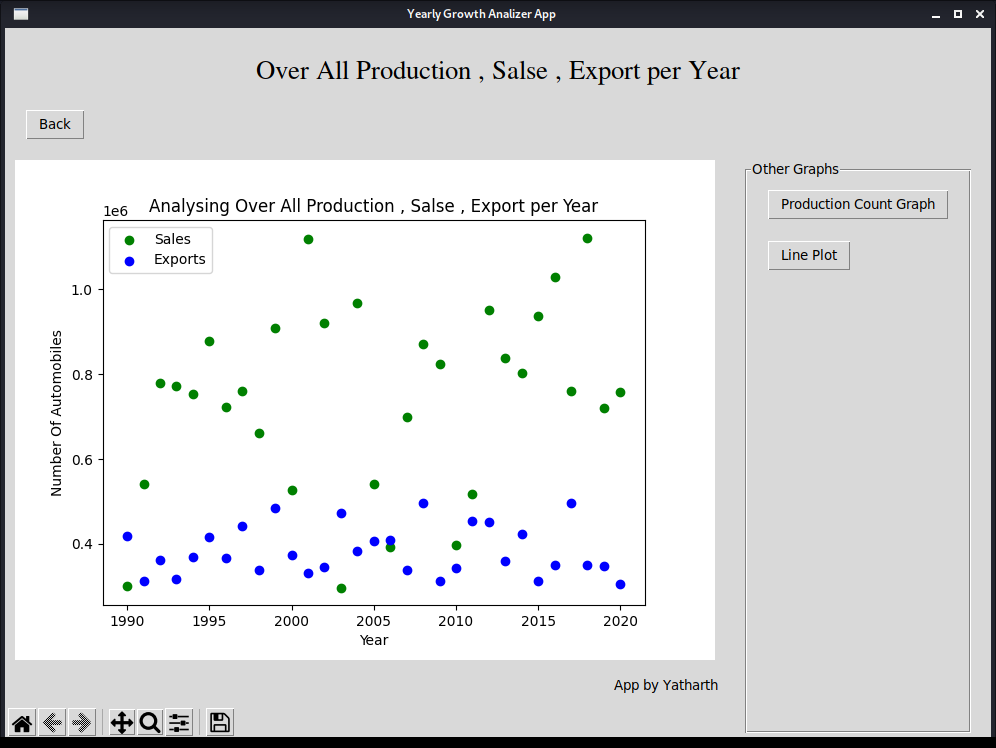 Yearly Growth Analizer App
Over All Production , Salse , Export per Year
Back
Other Graphs
Production Count Graph
Line Plot
Analysing Over All Production , Salse , Export per Year
1e6
Sales
Exports
1.0
0.8
0.6
0.4
Number Of Automobiles
1990 1995 2000 2005 2010 2015 2020
Year
App by Yatharth